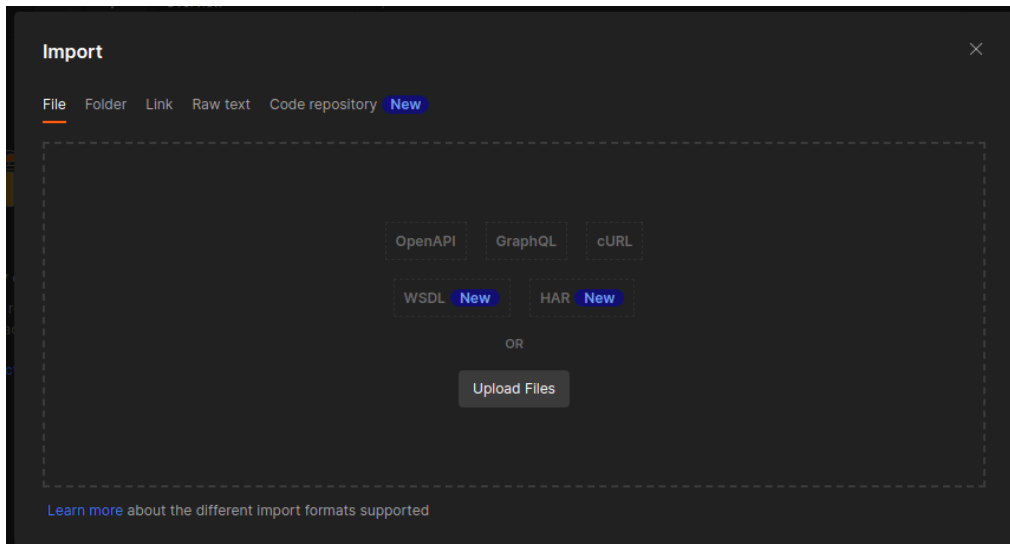 Import
File Folder Link Raw text Code repository New
OpenAPI GraphQL cURL
WSDL New HAR New
OR
Upload Files
Learn more about the different import formats supported